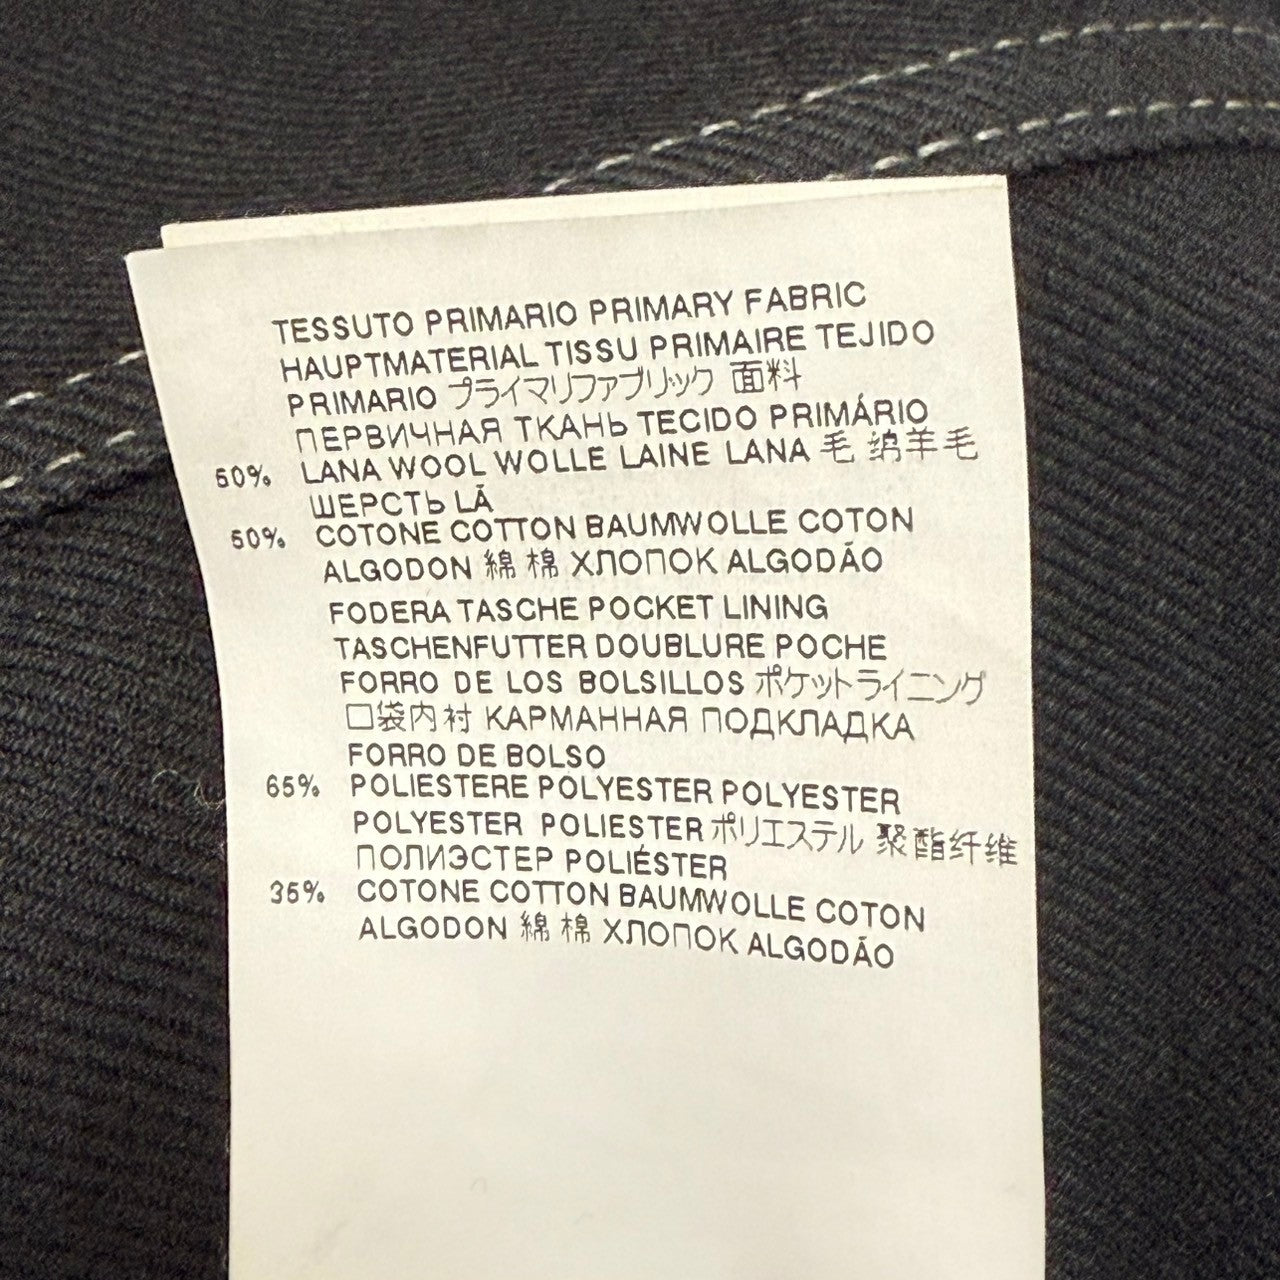 TESSUTO PRIMARIO PRIMARY FABRIC
HAUPTMATERIAL TISSU PRIMAIRE TEJIDO
PRIMARIO プライマリファブリック 面料
ПЕРВИЧНАЯ ТКАНЬ TECIDO PRIMÁRIO
50% LANA WOOL WOLLE LAINE LANA 毛 绵羊毛
ШЕРСТЬ LÃ
50% COTONE COTTON BAUMWOLLE COTON
ALGODON 綿 棉 ХЛОПОК ALGODÃO
FODERA TASCHE POCKET LINING
TASCHENFUTTER DOUBLURE POCHE
FORRO DE LOS BOLSILLOS ポケットライニング
口袋内衬 КАРМАННАЯ ПОДКЛАДКА
FORRO DE BOLSO
65% POLIESTERE POLYESTER POLYESTER
POLYESTER POLIESTER ポリエステル 聚酯纤维
ПОЛИЭСТЕР POLIÉSTER
35% COTONE COTTON BAUMWOLLE COTON
ALGODON 綿 棉 ХЛОПОК ALGODÃO